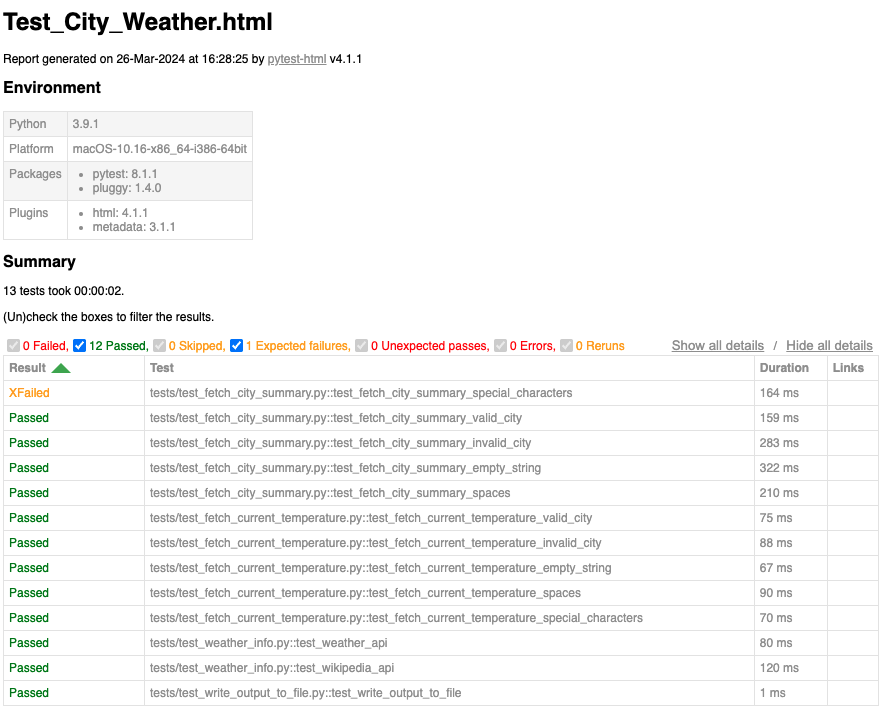 Test_City_Weather.html
Report generated on 26-Mar-2024 at 16:28:25 by pytest-html v4.1.1
Environment
Python 3.9.1
Platform macOS-10.16-x86_64-i386-64bit
Packages • pytest: 8.1.1
• pluggy: 1.4.0
Plugins • html: 4.1.1
• metadata: 3.1.1
Summary
13 tests took 00:00:02.
(Un)check the boxes to filter the results.
0 Failed, 12 Passed, 0 Skipped, 1 Expected failures, 0 Unexpected passes, 0 Errors, 0 Reruns Show all details / Hide all details
Result Test Duration Links
XFailed tests/test_fetch_city_summary.py::test_fetch_city_summary_special_characters 164 ms
Passed tests/test_fetch_city_summary.py::test_fetch_city_summary_valid_city 159 ms
Passed tests/test_fetch_city_summary.py::test_fetch_city_summary_invalid_city 283 ms
Passed tests/test_fetch_city_summary.py::test_fetch_city_summary_empty_string 322 ms
Passed tests/test_fetch_city_summary.py::test_fetch_city_summary_spaces 210 ms
Passed tests/test_fetch_current_temperature.py::test_fetch_current_temperature_valid_city 75 ms
Passed tests/test_fetch_current_temperature.py::test_fetch_current_temperature_invalid_city 88 ms
Passed tests/test_fetch_current_temperature.py::test_fetch_current_temperature_empty_string 67 ms
Passed tests/test_fetch_current_temperature.py::test_fetch_current_temperature_spaces 90 ms
Passed tests/test_fetch_current_temperature.py::test_fetch_current_temperature_special_characters 70 ms
Passed tests/test_weather_info.py::test_weather_api 80 ms
Passed tests/test_weather_info.py::test_wikipedia_api 120 ms
Passed tests/test_write_output_to_file.py::test_write_output_to_file 1 ms